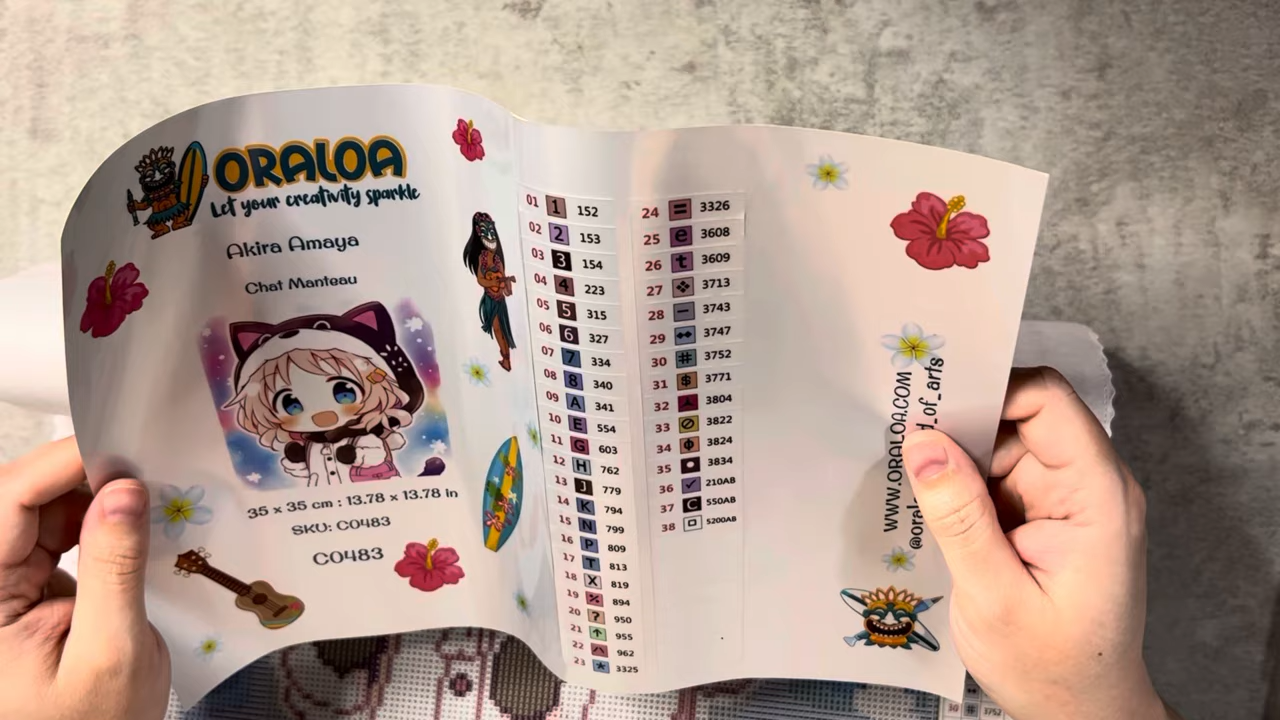 ORALOA
Let your creativity sparkle
Akira Amaya
Chat Manteau
35 x 35 cm : 13.78 x 13.78 in
SKU: C0483
C0483
01 1 152
02 2 153
03 3 154
04 4 223
05 5 315
06 6 327
07 7 334
08 8 340
09 A 341
10 E 554
11 G 603
12 H 762
13 J 779
14 K 794
15 N 799
16 P 809
17 T 813
18 X 819
19 % 894
20 ? 950
21 ↑ 955
22 962
23 ★ 3325
24 = 3326
25 e 3608
26 t 3609
27 ❖ 3713
28 − 3743
29 3747
30 # 3752
31 $ 3771
32 3804
33 3822
34 Φ 3824
35 ● 3834
36 ✓ 210AB
37 C 550AB
38 5200AB
WWW.ORALOA.COM
30 # 3752